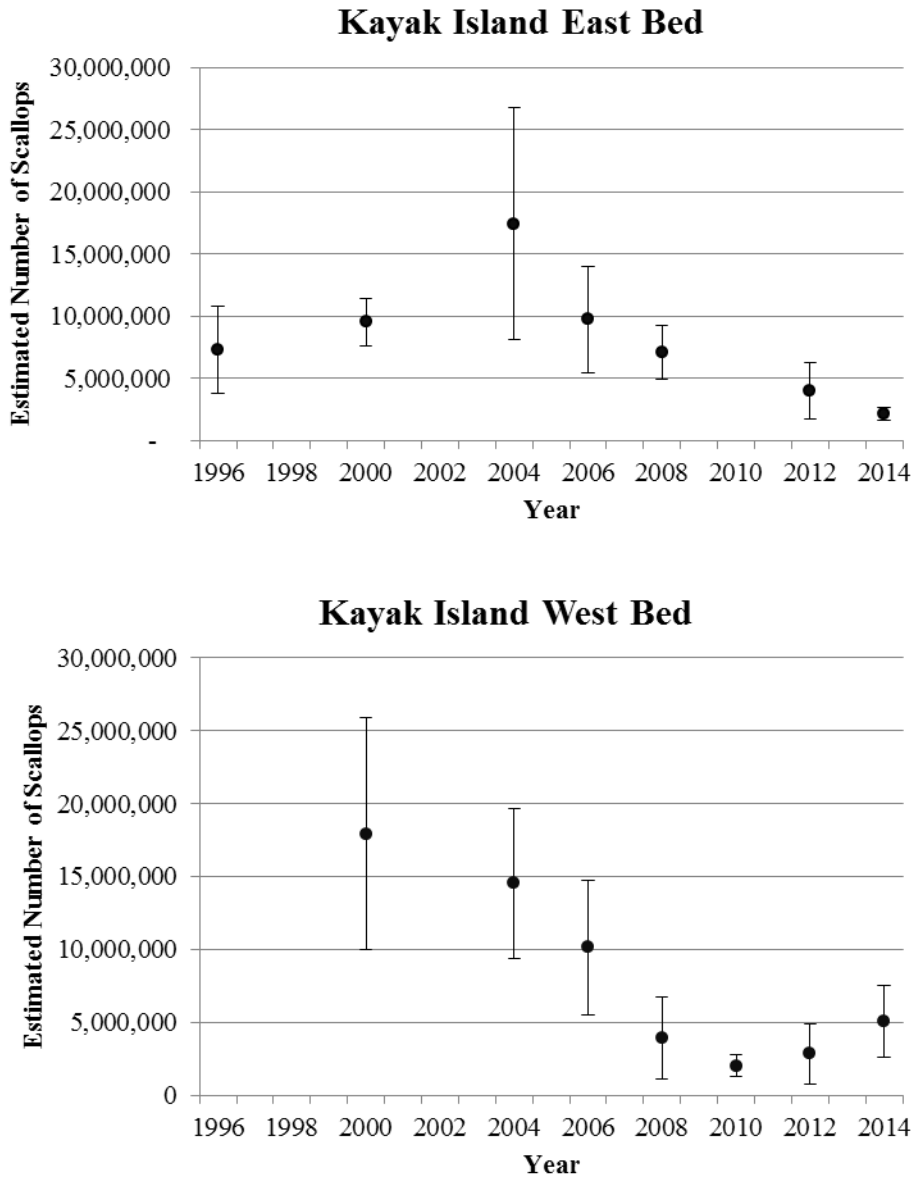 Kayak Island East Bed
Estimated Number of Scallops
30,000,000
25,000,000
20,000,000
15,000,000
10,000,000
5,000,000
-
1996 1998 2000 2002 2004 2006 2008 2010 2012 2014
Year
Kayak Island West Bed
Estimated Number of Scallops
30,000,000
25,000,000
20,000,000
15,000,000
10,000,000
5,000,000
0
1996 1998 2000 2002 2004 2006 2008 2010 2012 2014
Year